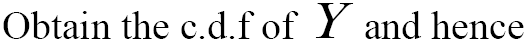 Obtain the c.d.f of Y and hence